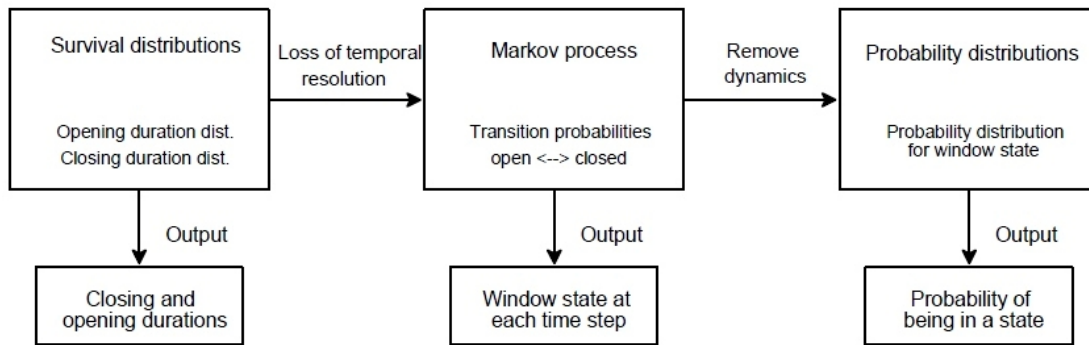 Survival distributions
Opening duration dist.
Closing duration dist.
Loss of temporal
resolution
Markov process
Transition probabilities
open <--> closed
Remove
dynamics
Probability distributions
Probability distribution
for window state
Output
Output
Output
Closing and
opening durations
Window state at
each time step
Probability of
being in a state